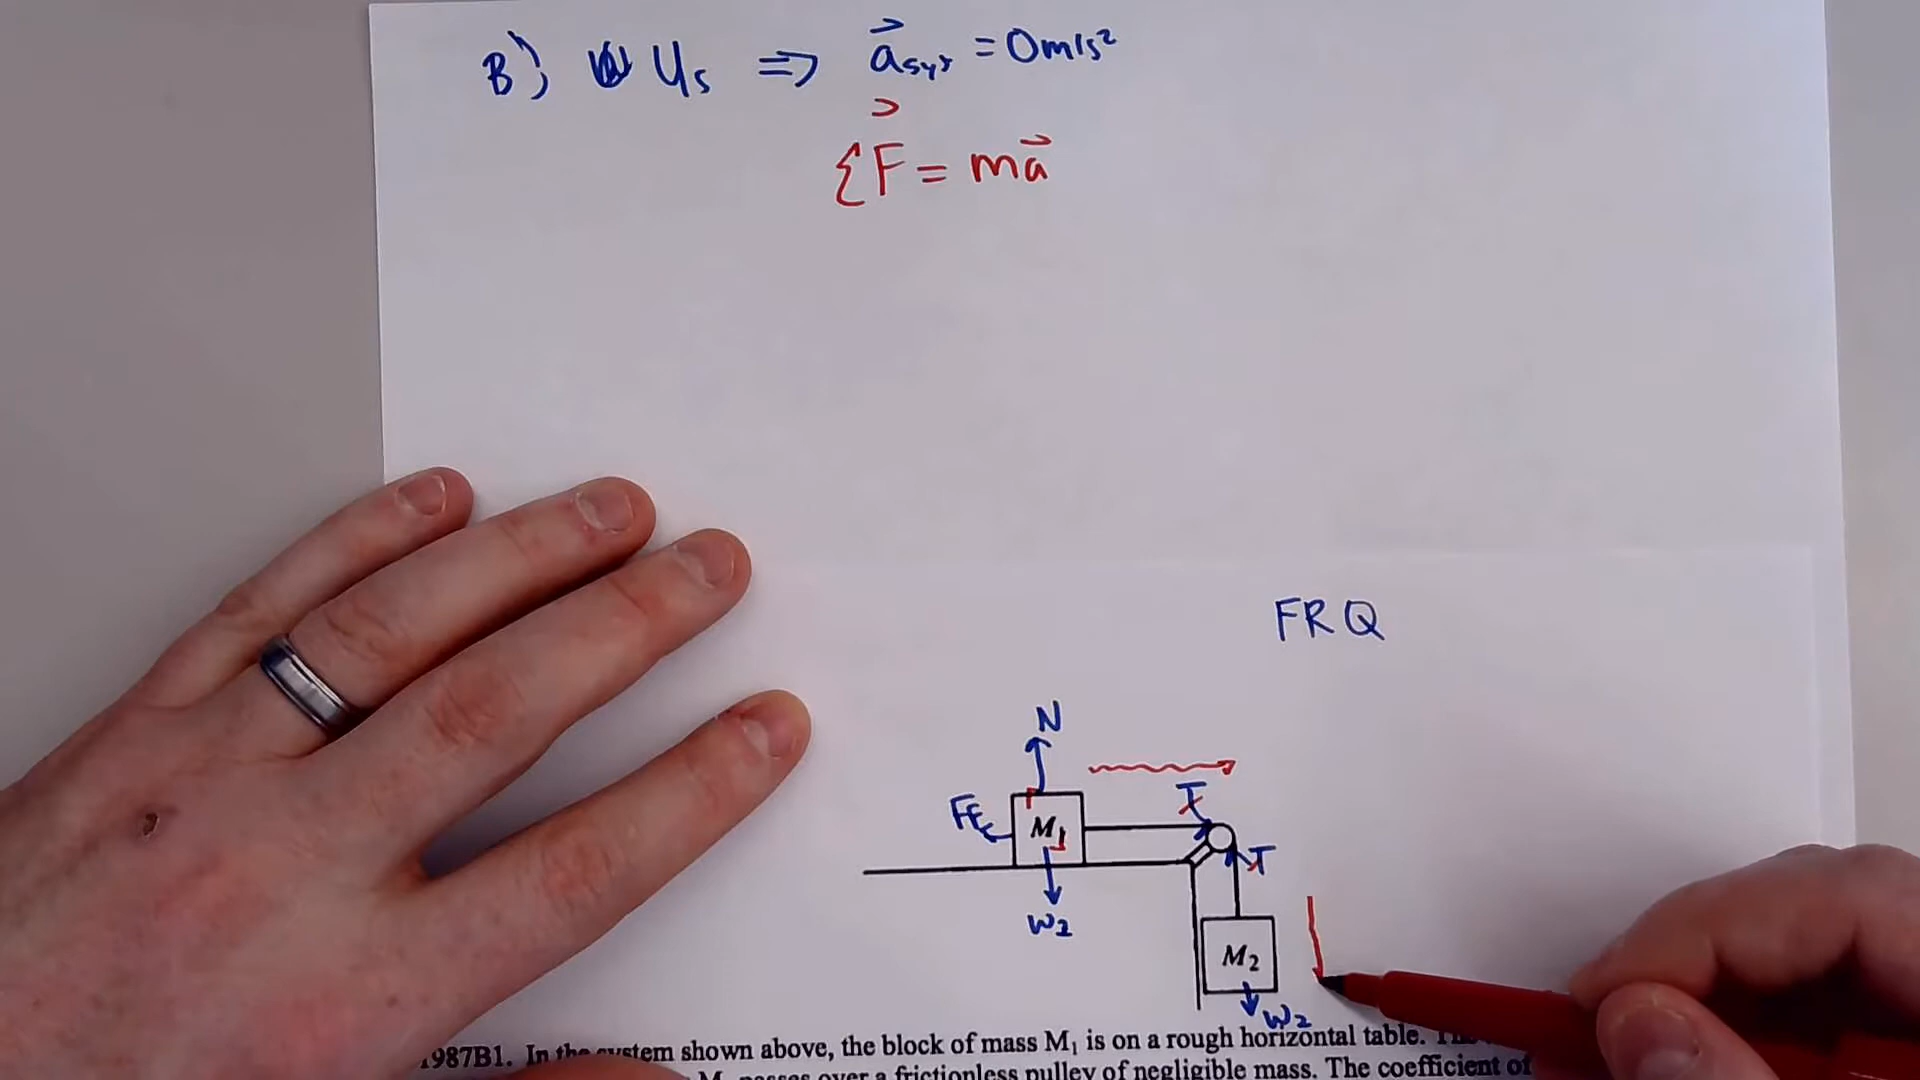 B) μs => a sys = 0m/s²
ΣF = ma
FRQ
N
T
FF
M₁
T
W₂
M₂
W₂
1987B1. In the system shown above, the block of mass M₁ is on a rough horizontal table.
M passes over a frictionless pulley of negligible mass. The coefficient of